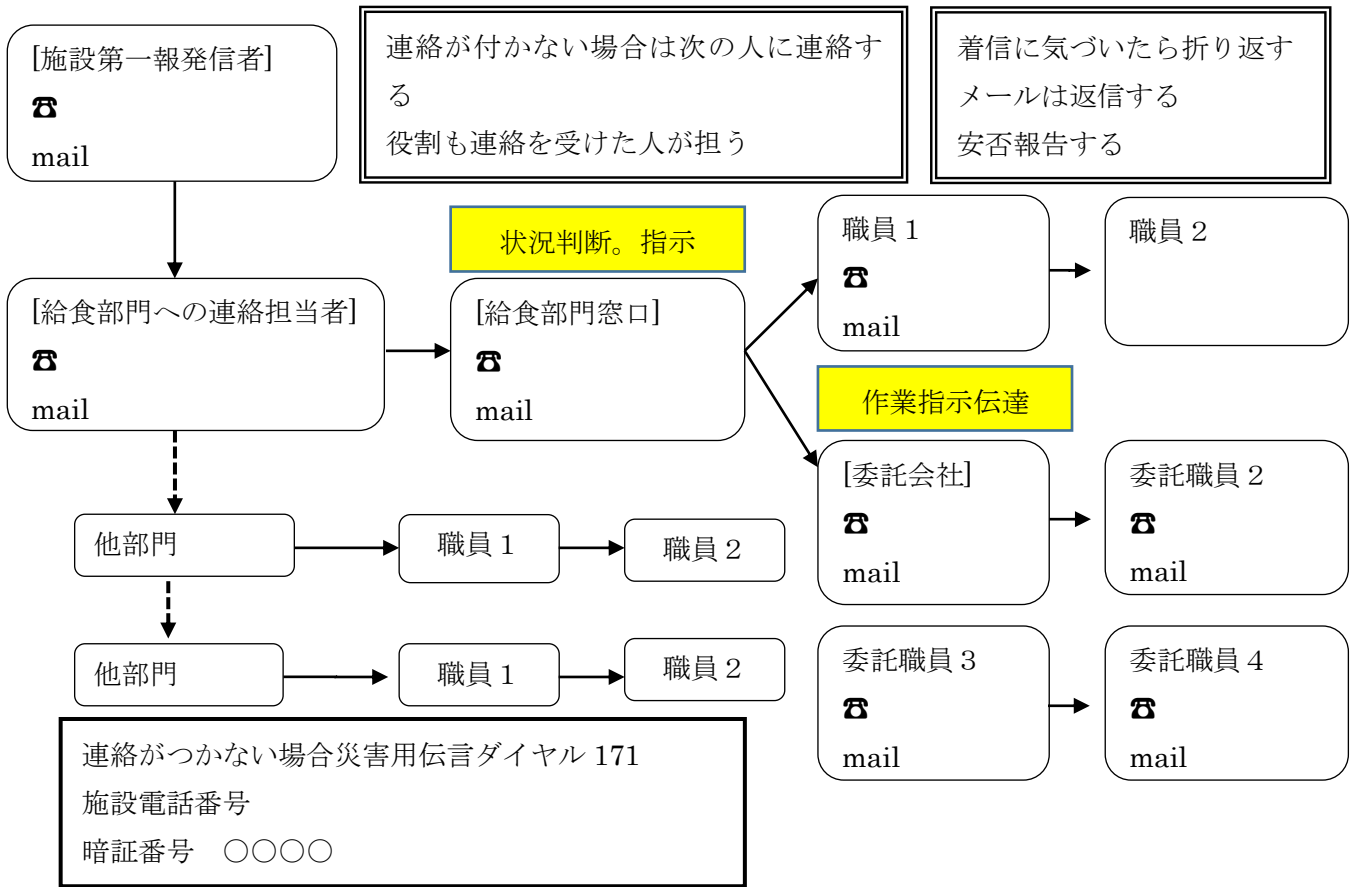 [施設第一報発信者]
☎
mail
連絡が付かない場合は次の人に連絡す
る
役割も連絡を受けた人が担う
着信に気づいたら折り返す
メールは返信する
安否報告する
状況判断。指示
職員１
☎
mail
職員２
[給食部門への連絡担当者]
☎
mail
[給食部門窓口]
☎
mail
作業指示伝達
[委託会社]
☎
mail
委託職員２
☎
mail
他部門
職員１
職員２
他部門
職員１
職員２
委託職員３
☎
mail
委託職員４
☎
mail
連絡がつかない場合災害用伝言ダイヤル 171
施設電話番号
暗証番号　○○○○